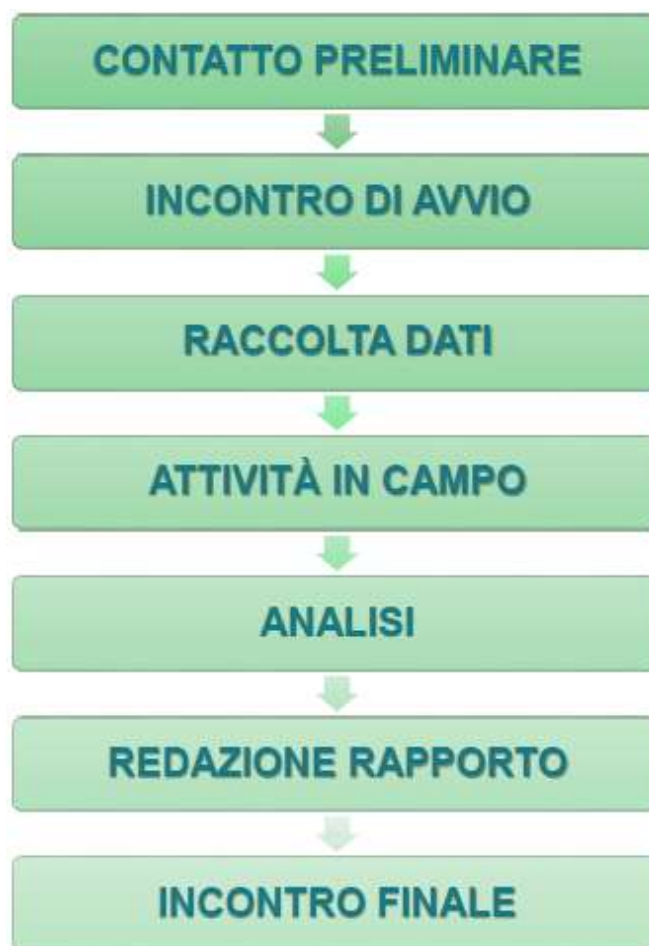 CONTATTO PRELIMINARE
INCONTRO DI AVVIO
RACCOLTA DATI
ATTIVITÀ IN CAMPO
ANALISI
REDAZIONE RAPPORTO
INCONTRO FINALE